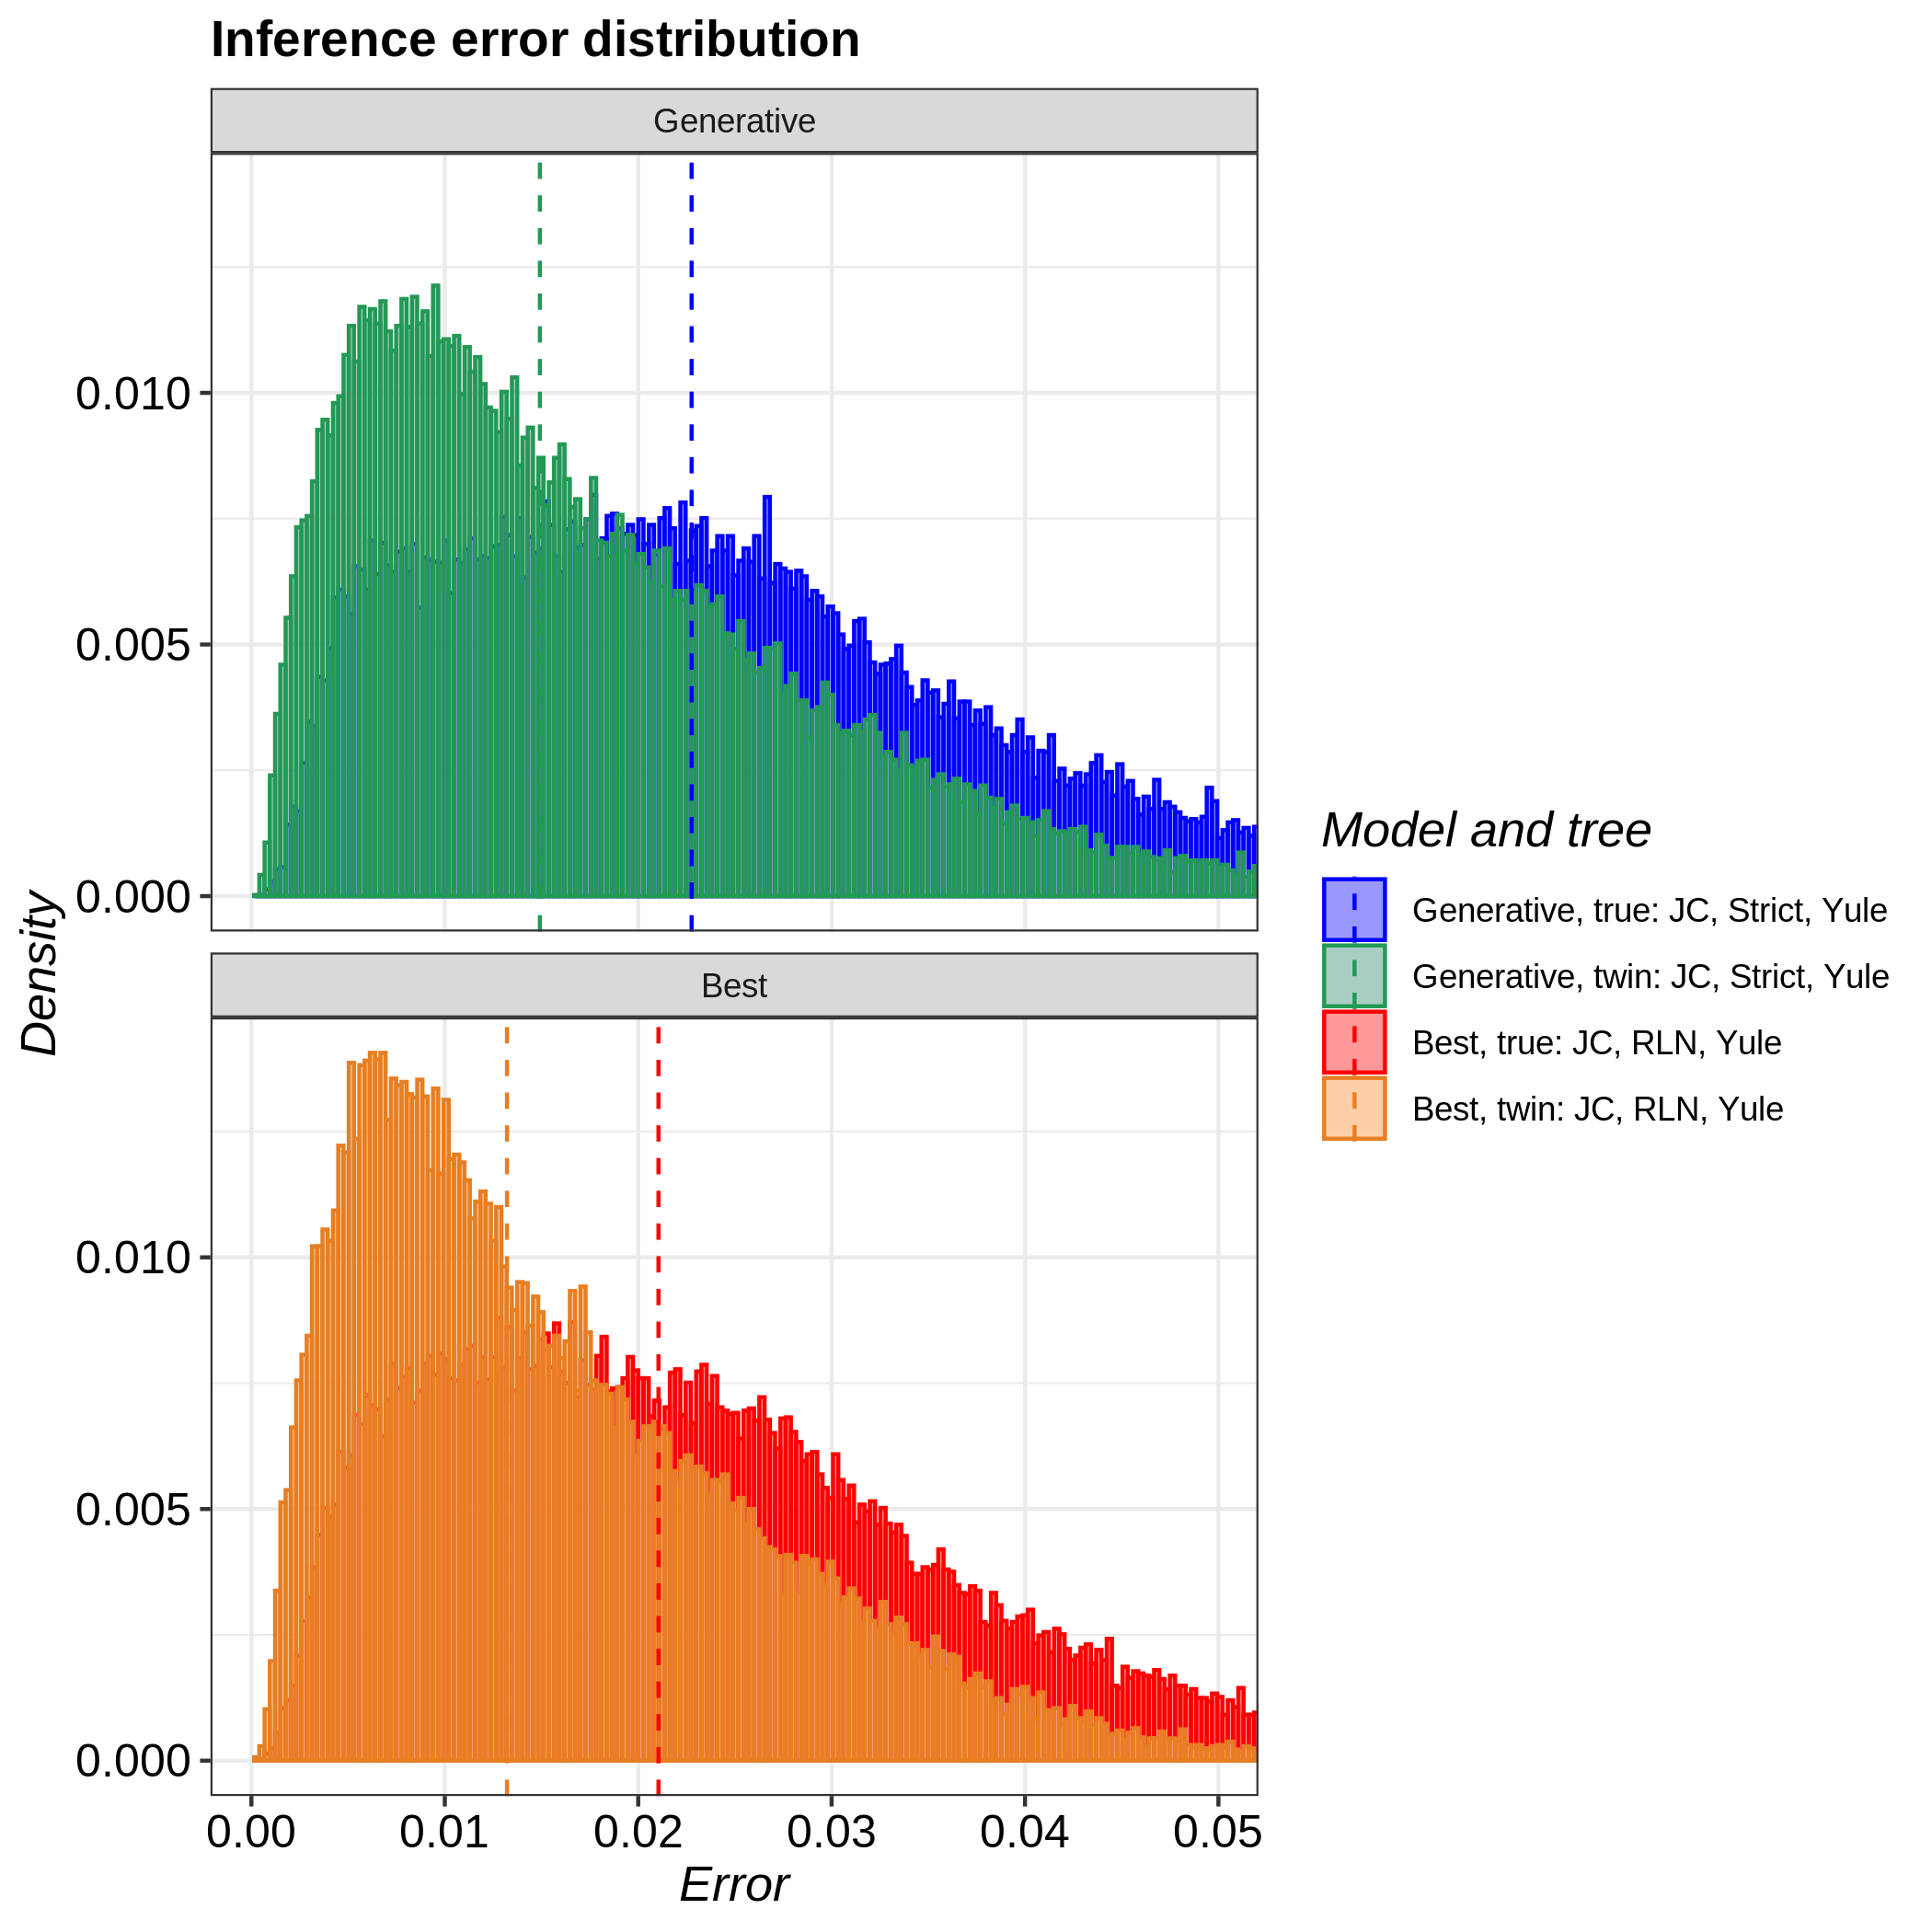 Inference error distribution
Generative
0.010
0.005
0.000
Density
Best
0.010
0.005
0.000
0.00 0.01 0.02 0.03 0.04 0.05
Error
Model and tree
Generative, true: JC, Strict, Yule
Generative, twin: JC, Strict, Yule
Best, true: JC, RLN, Yule
Best, twin: JC, RLN, Yule